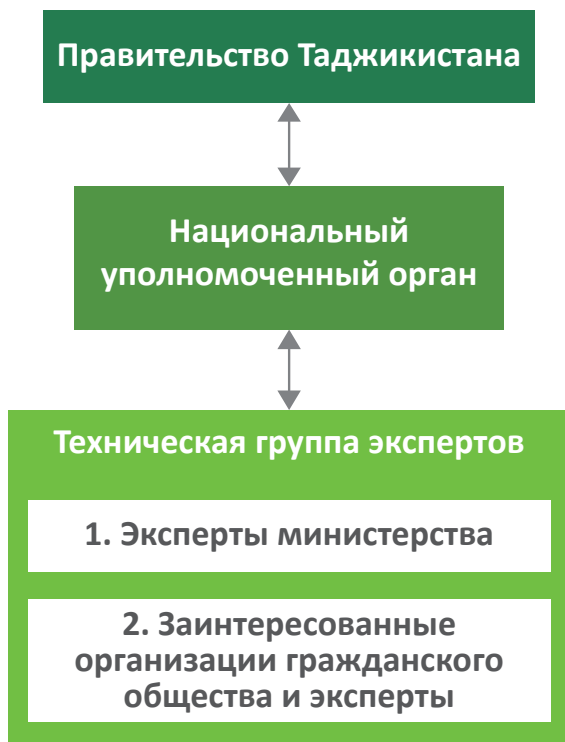 Правительство Таджикистана
Национальный
уполномоченный орган
Техническая группа экспертов
1. Эксперты министерства
2. Заинтересованные
организации гражданского
общества и эксперты